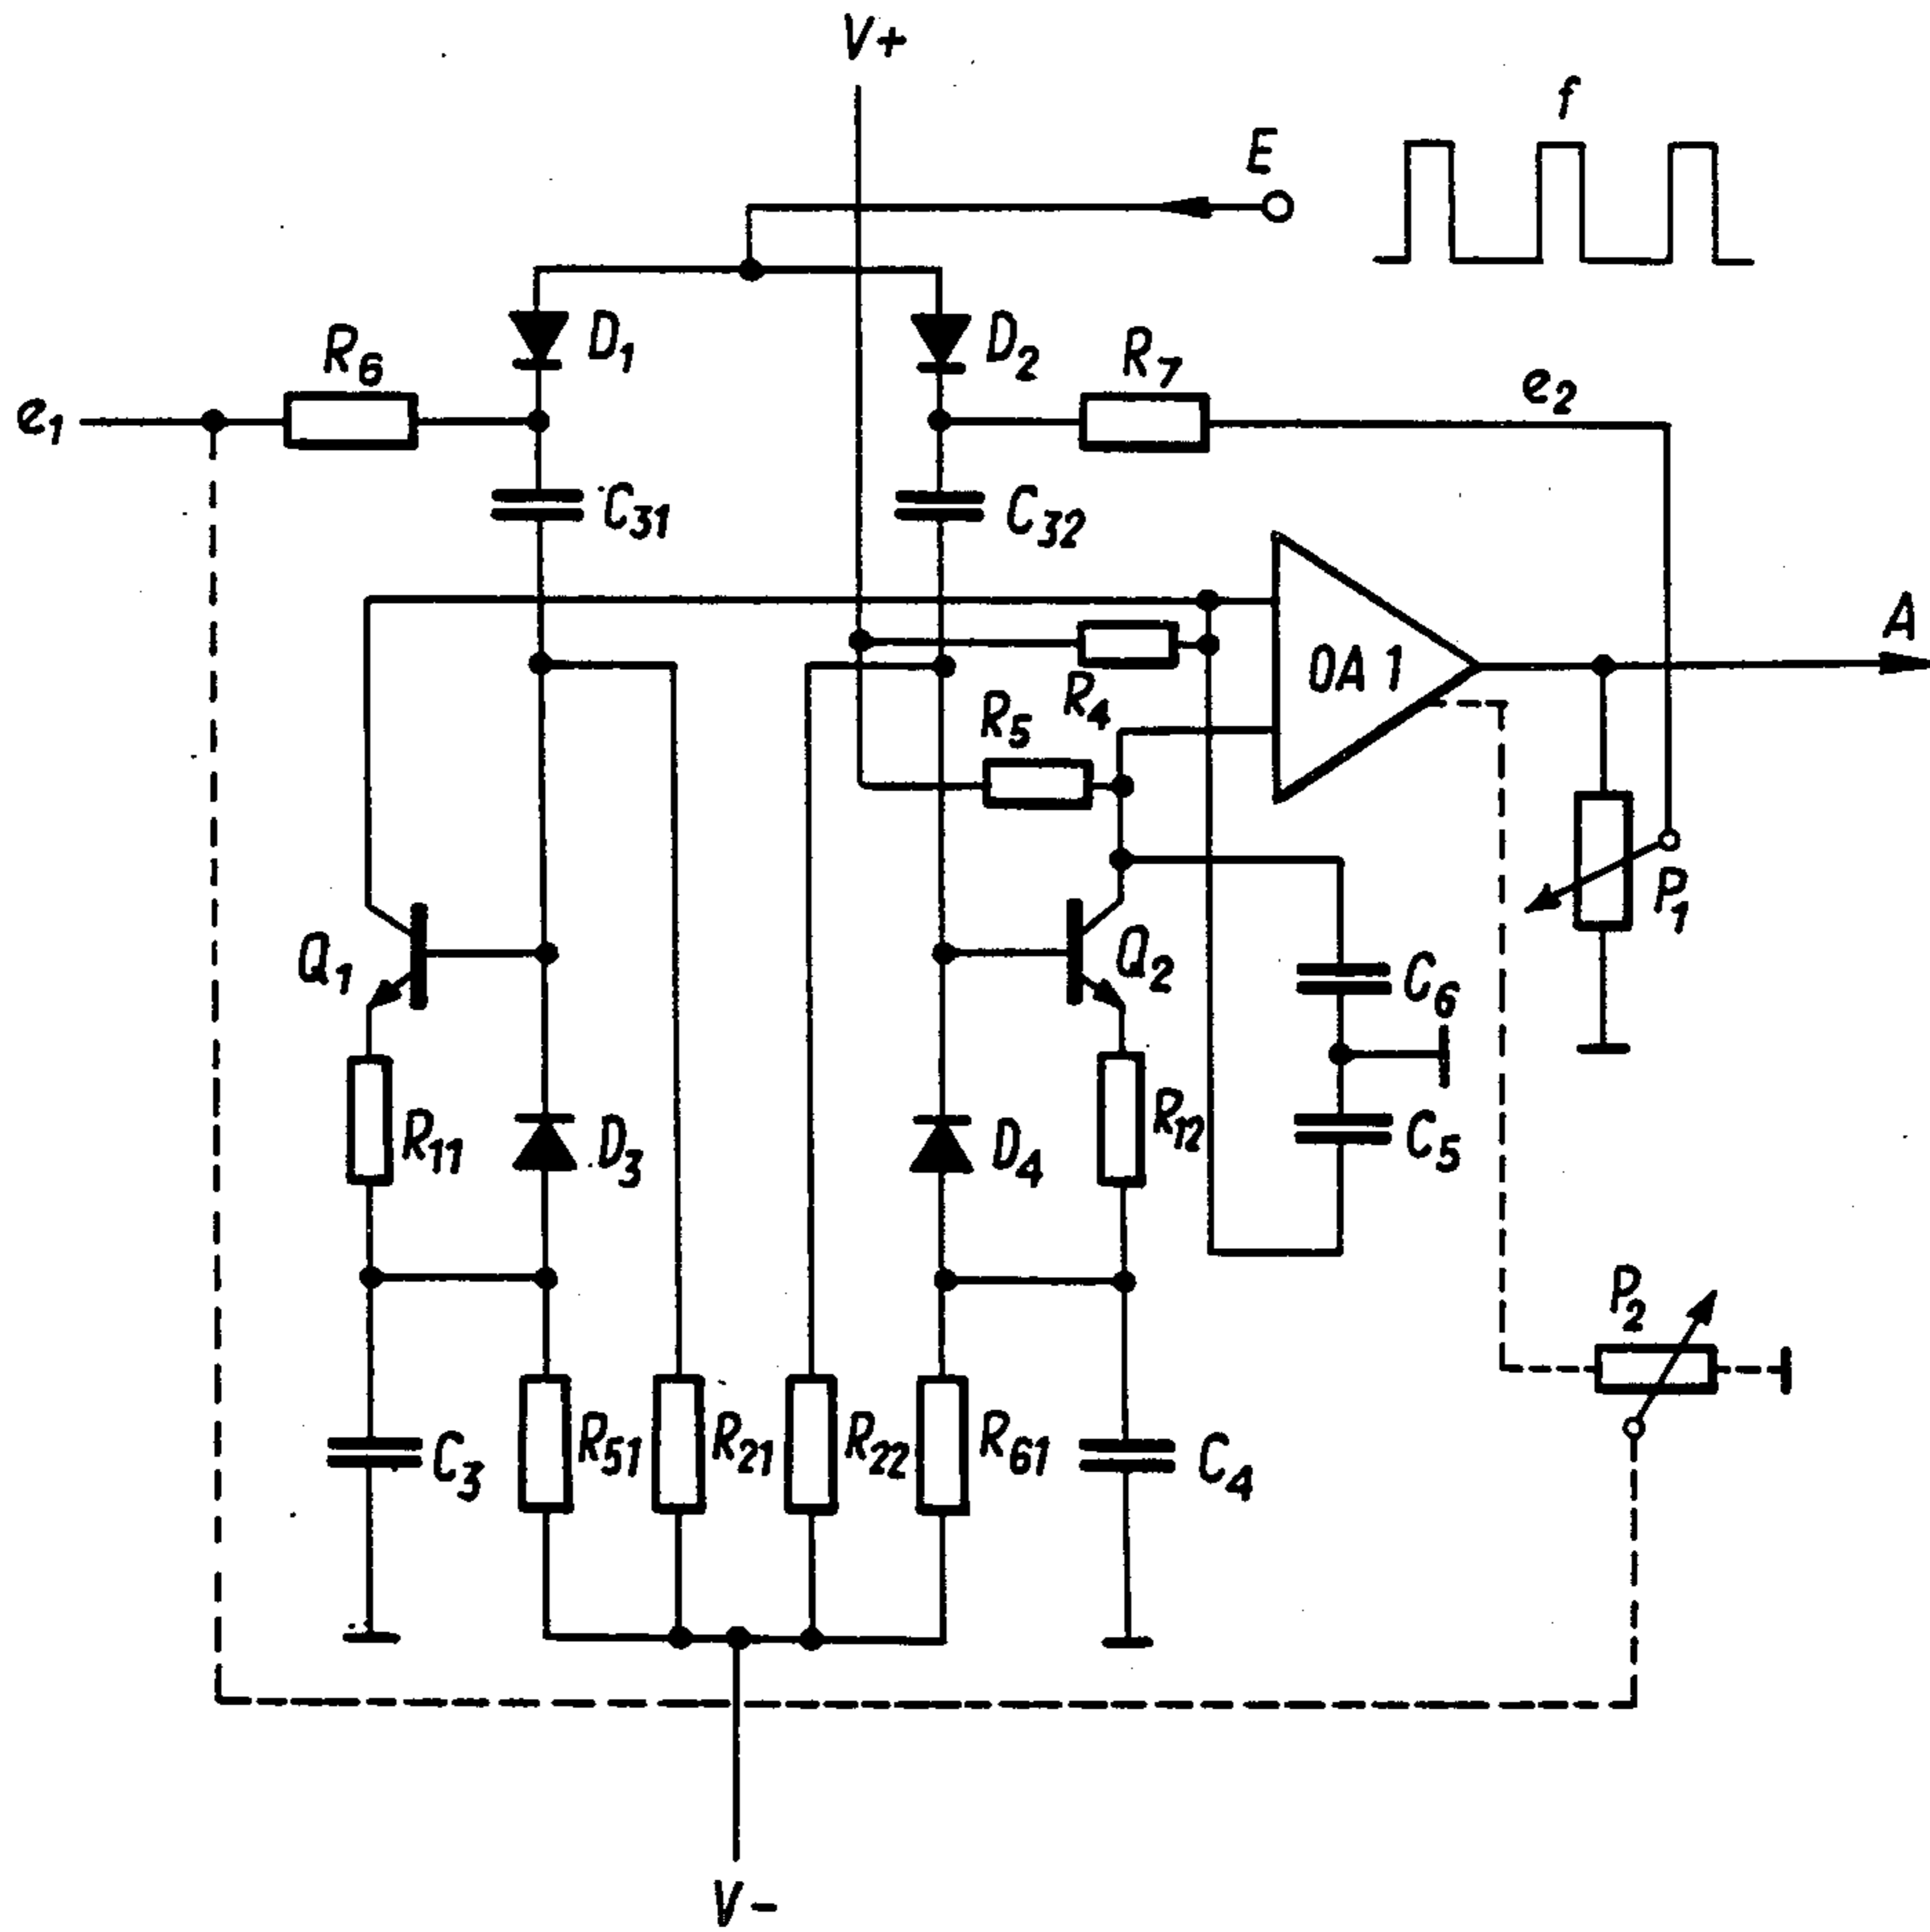 V+
f
E
D₁
D₂
R₆
R₇
e₁
e₂
C₃₁
C₃₂
A
OA 1
R₄
R₅
P₁
Q₁
Q₂
C₆
R₁₁
D₃
D₄
R₁₂
C₅
P₂
C₃
R₅₁
R₂₁
R₂₂
R₆₁
C₄
V-